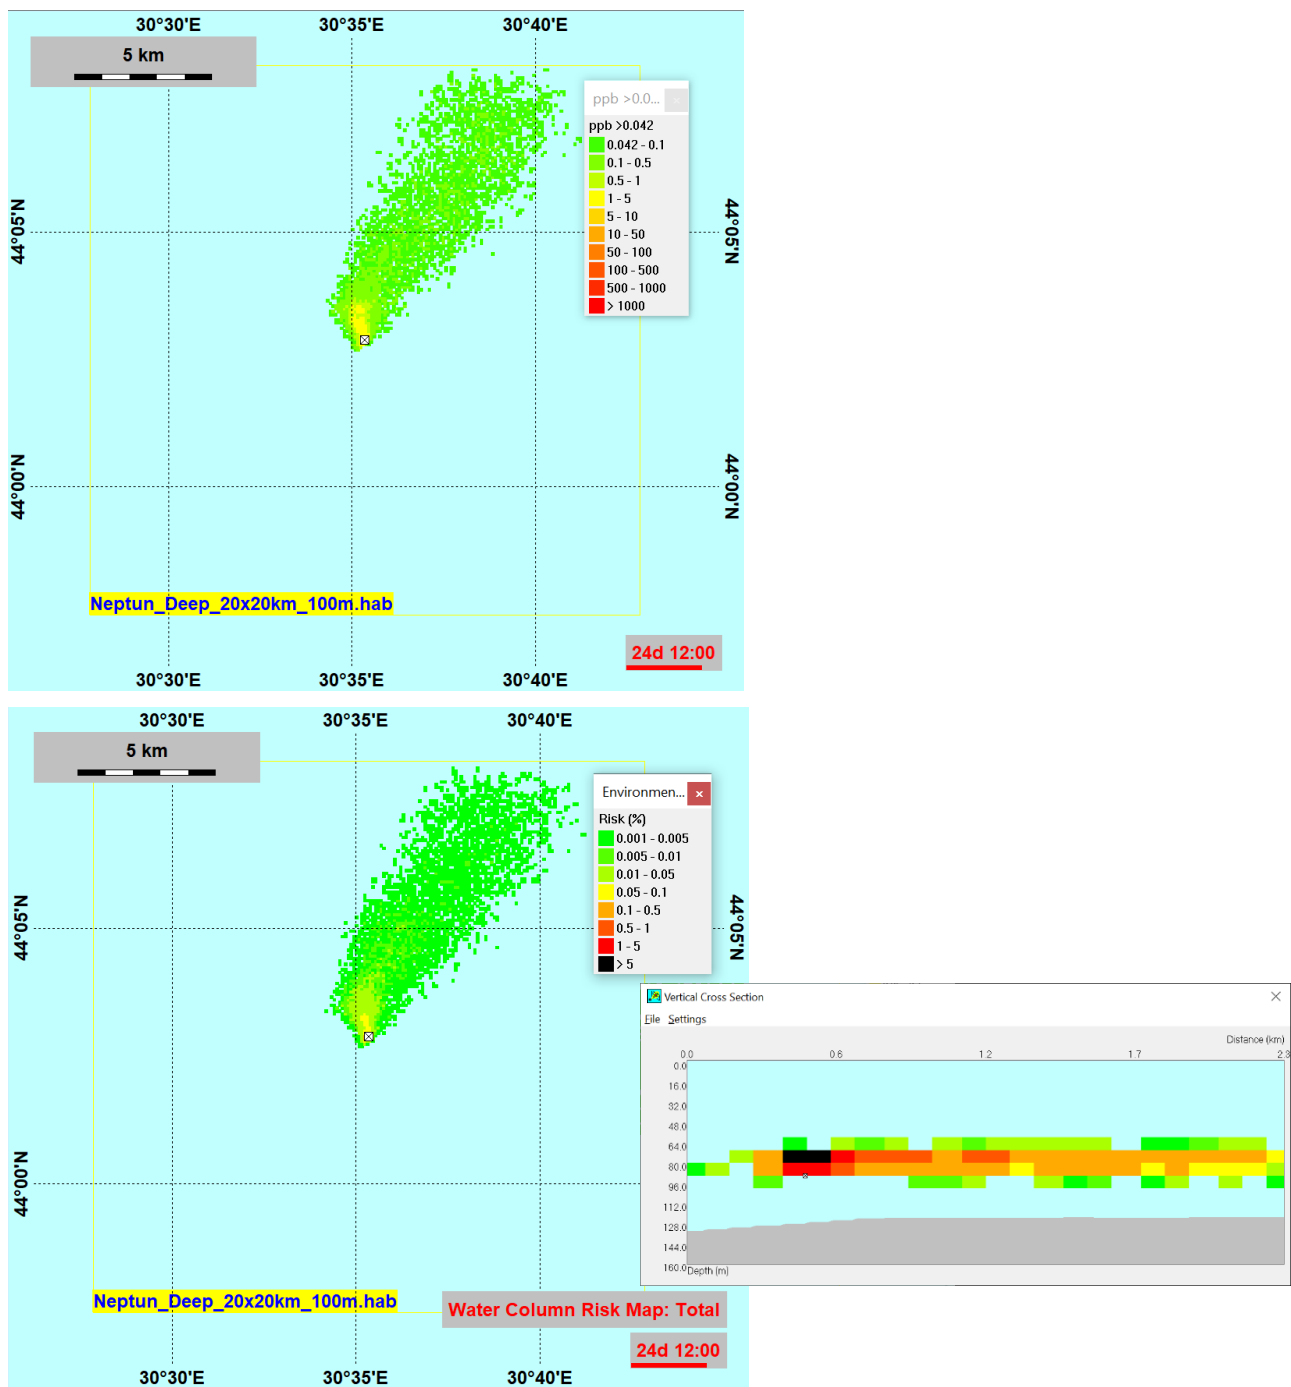 30°30'E 30°35'E 30°40'E
5 km
ppb >0.0...
ppb >0.042
0.042 - 0.1
0.1 - 0.5
0.5 - 1
1 - 5
5 - 10
10 - 50
50 - 100
100 - 500
500 - 1000
> 1000
44°05'N 44°05'N
44°00'N 44°00'N
Neptun_Deep_20x20km_100m.hab
24d 12:00
30°30'E 30°35'E 30°40'E
30°30'E 30°35'E 30°40'E
5 km
Environmen...
Risk (%)
0.001 - 0.005
0.005 - 0.01
0.01 - 0.05
0.05 - 0.1
0.1 - 0.5
0.5 - 1
1 - 5
> 5
44°05'N 44°05'N
44°00'N
Vertical Cross Section
File Settings
Distance (km)
0.0 0.6 1.2 1.7 2.3
0.0
16.0
32.0
48.0
64.0
80.0
96.0
112.0
128.0
144.0
160.0 Depth (m)
Neptun_Deep_20x20km_100m.hab
Water Column Risk Map: Total
24d 12:00
30°30'E 30°35'E 30°40'E